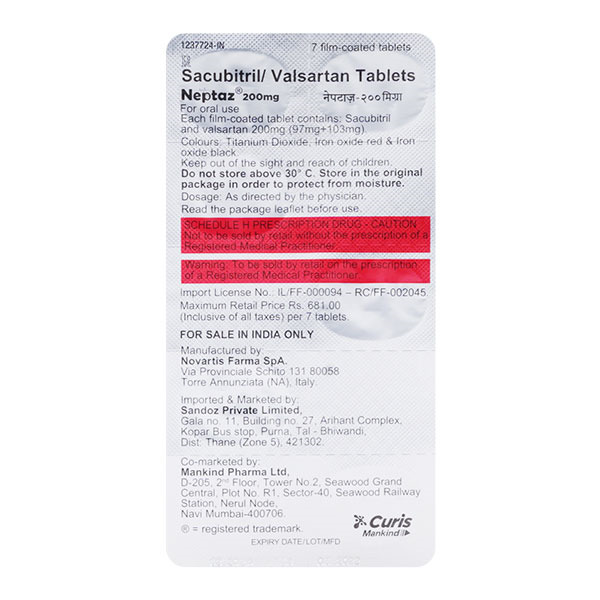 1237724-IN
7 film-coated tablets
Sacubitril/ Valsartan Tablets
Neptaz® 200mg
नेपटाज़-२०० मिग्रा
For oral use
Each film-coated tablet contains: Sacubitril
and valsartan 200mg (97mg+103mg)
Colours: Titanium Dioxide, Iron oxide red & Iron
oxide black
Keep out of the sight and reach of children.
Do not store above 30° C. Store in the original
package in order to protect from moisture.
Dosage: As directed by the physician.
Read the package leaflet before use.
SCHEDULE H PRESCRIPTION DRUG - CAUTION
Not to be sold by retail without the prescription of a
Registered Medical Practitioner.
Warning: To be sold by retail on the prescription
of a Registered Medical Practitioner.
Import License No.: IL/FF-000094 – RC/FF-002045
Maximum Retail Price Rs. 681.00
(Inclusive of all taxes) per 7 tablets.
FOR SALE IN INDIA ONLY
Manufactured by:
Novartis Farma SpA.
Via Provinciale Schito 131 80058
Torre Annunziata (NA), Italy.
Imported & Marketed by:
Sandoz Private Limited,
Gala no. 11, Building no. 27, Arihant Complex,
Kopar Bus stop, Purna, Tal - Bhiwandi,
Dist: Thane (Zone 5), 421302.
Co-marketed by:
Mankind Pharma Ltd,
D-205, 2nd Floor, Tower No.2, Seawood Grand
Central, Plot No. R1, Sector-40, Seawood Railway
Station, Nerul Node,
Navi Mumbai-400706.
® = registered trademark.
Curis
Mankind
EXPIRY DATE/LOT/MFD